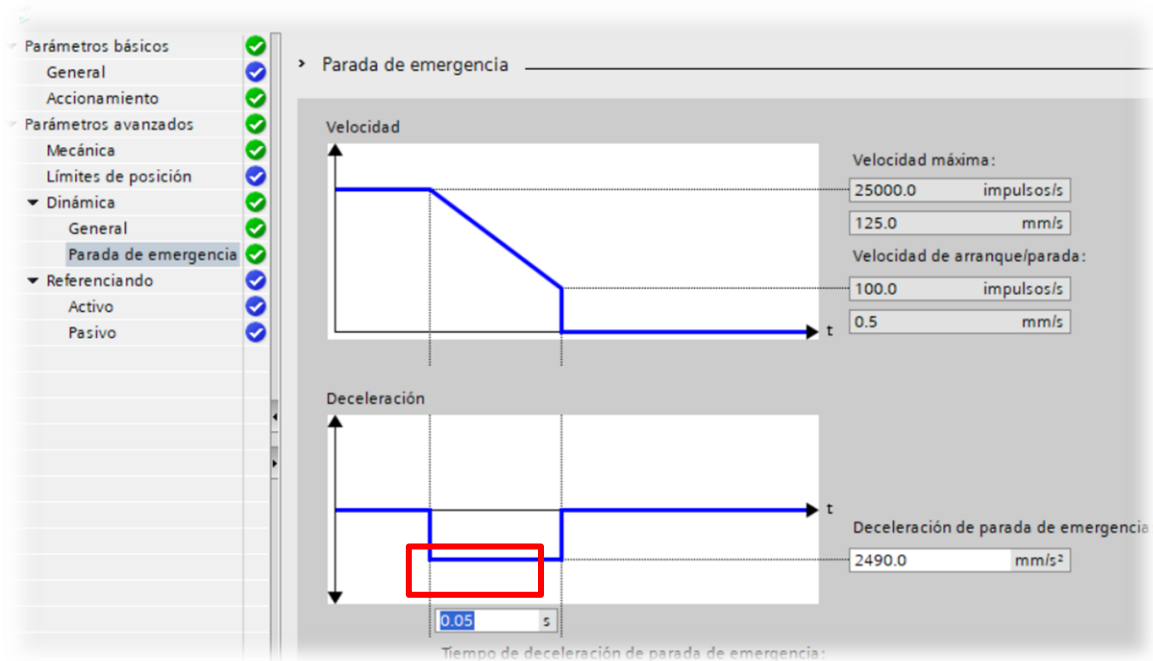 Parámetros básicos
General
Accionamiento
Parámetros avanzados
Mecánica
Límites de posición
Dinámica
General
Parada de emergencia
Referenciando
Activo
Pasivo
Parada de emergencia
Velocidad
t
Velocidad máxima:
25000.0 impulsos/s
125.0 mm/s
Velocidad de arranque/parada:
100.0 impulsos/s
0.5 mm/s
Deceleración
t
Deceleración de parada de emergencia
2490.0 mm/s²
0.05 s
Tiempo de deceleración de parada de emergencia: